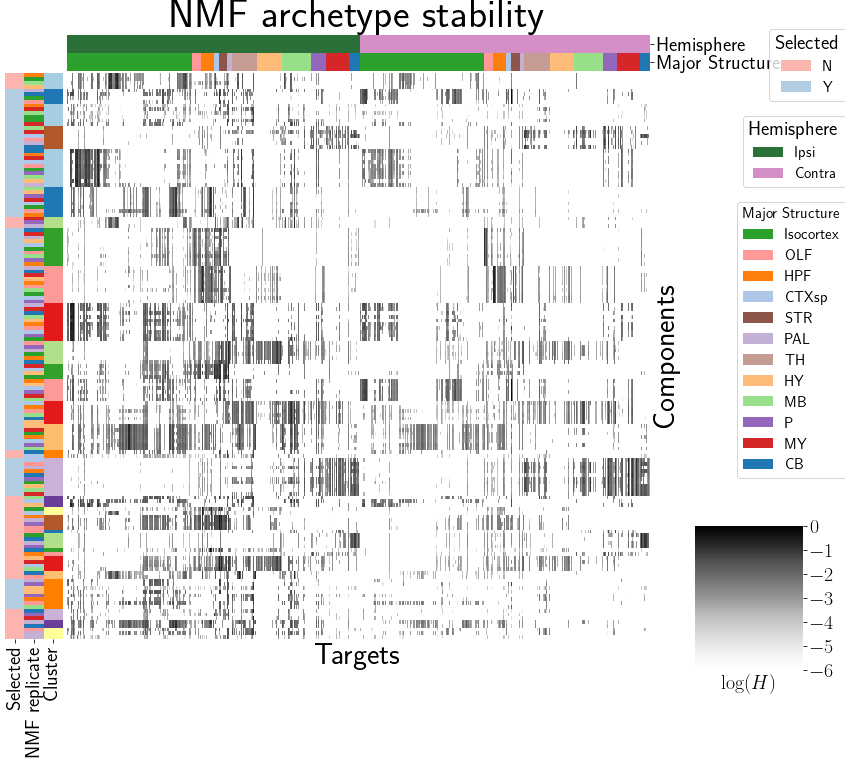 NMF archetype stability
Hemisphere
Major Structure
Selected
N
Y
Hemisphere
Ipsi
Contra
Major Structure
Isocortex
OLF
HPF
CTXsp
STR
PAL
TH
HY
MB
P
MY
CB
Components
Targets
Selected
NMF replicate
Cluster
0
−1
−2
−3
−4
−5
−6
log(H)